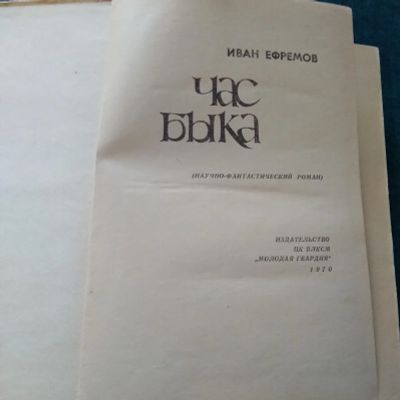 ИВАН ЕФРЕМОВ
ЧАС
БЫКА
(НАУЧНО-ФАНТАСТИЧЕСКИЙ РОМАН)
ИЗДАТЕЛЬСТВО
ЦК ВЛКСМ
„МОЛОДАЯ ГВАРДИЯ"
1970